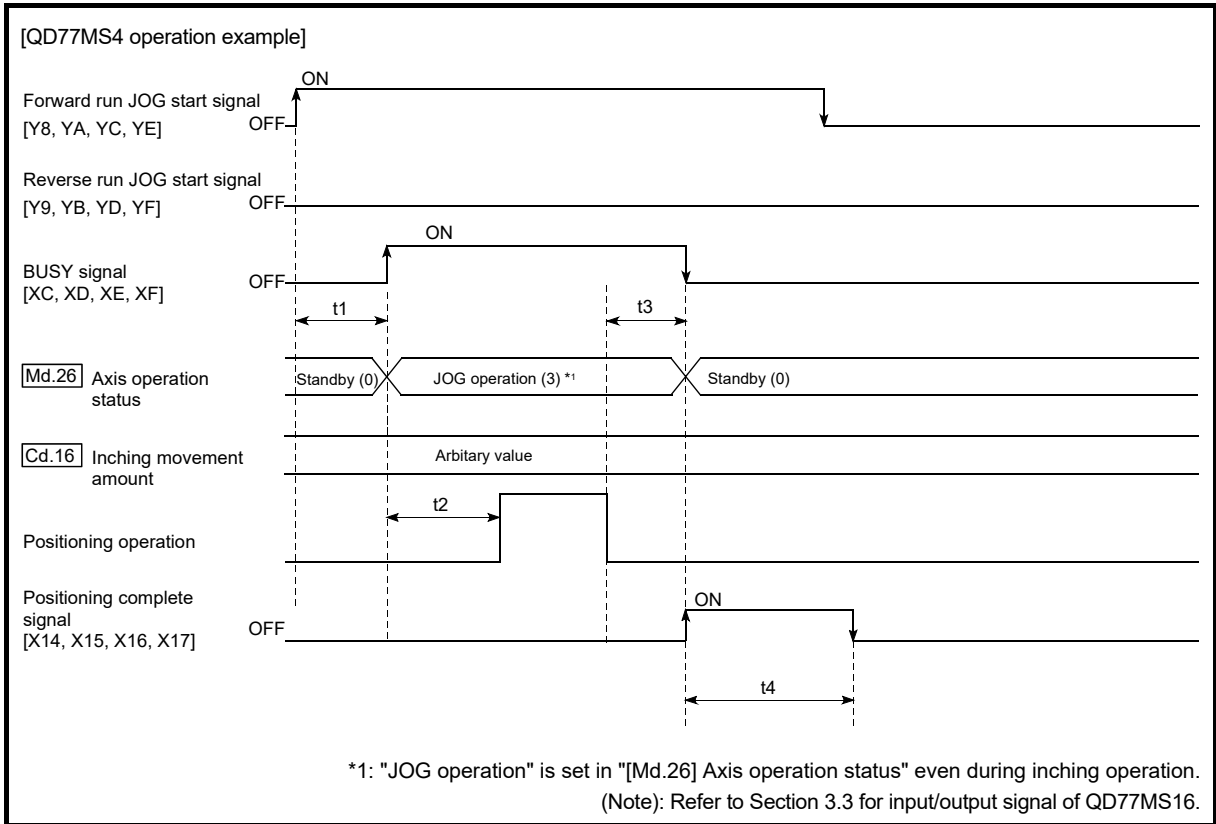 [QD77MS4 operation example]
ON
Forward run JOG start signal
[Y8, YA, YC, YE]
OFF
Reverse run JOG start signal
[Y9, YB, YD, YF]
OFF
ON
BUSY signal
[XC, XD, XE, XF]
OFF
t1
t3
Md.26 Axis operation
status
Standby (0)
JOG operation (3) *1
Standby (0)
Cd.16 Inching movement
amount
Arbitary value
t2
Positioning operation
Positioning complete
signal
[X14, X15, X16, X17]
OFF
ON
t4
*1: "JOG operation" is set in "[Md.26] Axis operation status" even during inching operation.
(Note): Refer to Section 3.3 for input/output signal of QD77MS16.